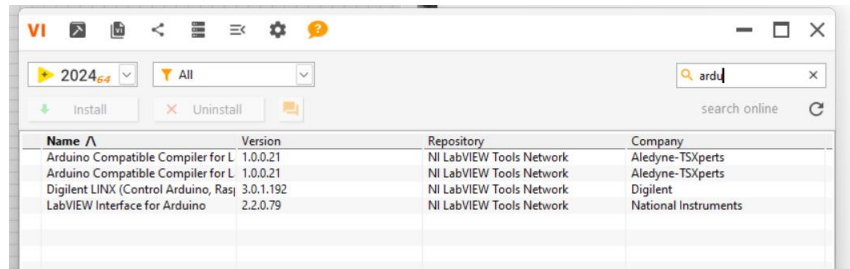 VI
2024 64 All ardu
Install Uninstall search online
Name Version Repository Company
Arduino Compatible Compiler for L 1.0.0.21 NI LabVIEW Tools Network Aledyne-TSXperts
Arduino Compatible Compiler for L 1.0.0.21 NI LabVIEW Tools Network Aledyne-TSXperts
Digilent LINX (Control Arduino, Rasp 3.0.1.192 NI LabVIEW Tools Network Digilent
LabVIEW Interface for Arduino 2.2.0.79 NI LabVIEW Tools Network National Instruments